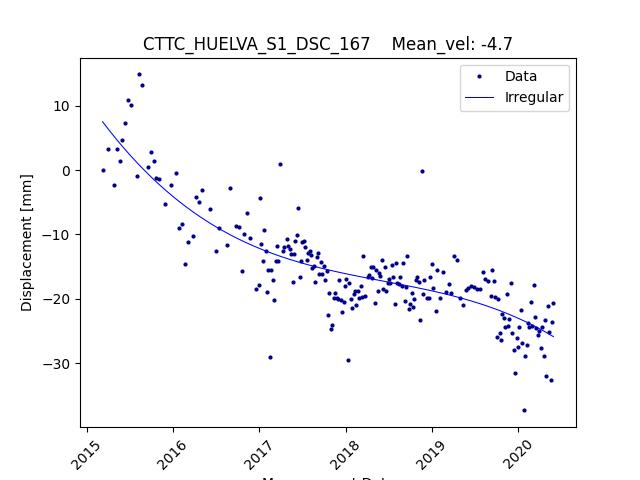 CTTC_HUELVA_S1_DSC_167    Mean_vel: -4.7
Data
Irregular
Displacement [mm]
10
0
−10
−20
−30
2015
2016
2017
2018
2019
2020